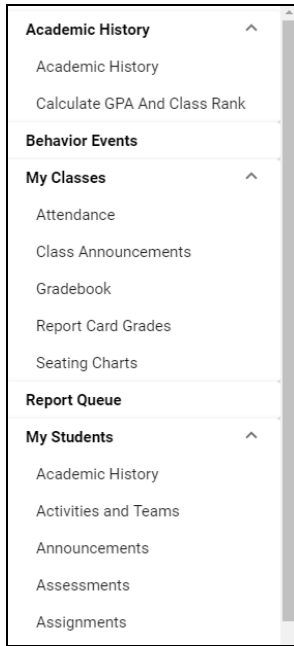 Academic History
Academic History
Calculate GPA And Class Rank
Behavior Events
My Classes
Attendance
Class Announcements
Gradebook
Report Card Grades
Seating Charts
Report Queue
My Students
Academic History
Activities and Teams
Announcements
Assessments
Assignments